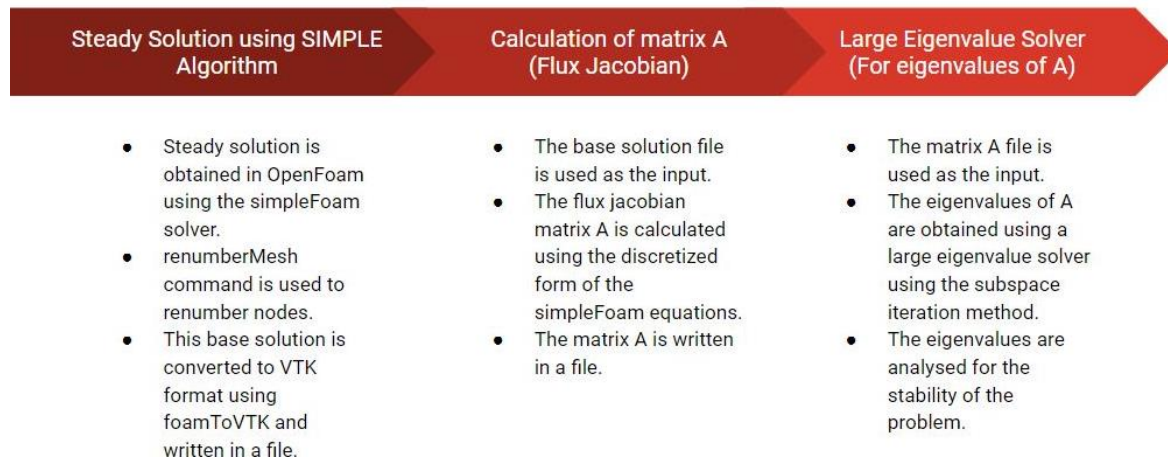 Steady Solution using SIMPLE
Algorithm
Calculation of matrix A
(Flux Jacobian)
Large Eigenvalue Solver
(For eigenvalues of A)
● Steady solution is
obtained in OpenFoam
using the simpleFoam
solver.
● renumberMesh
command is used to
renumber nodes.
● This base solution is
converted to VTK
format using
foamToVTK and
written in a file.
● The base solution file
is used as the input.
● The flux jacobian
matrix A is calculated
using the discretized
form of the
simpleFoam equations.
● The matrix A is written
in a file.
● The matrix A file is
used as the input.
● The eigenvalues of A
are obtained using a
large eigenvalue solver
using the subspace
iteration method.
● The eigenvalues are
analysed for the
stability of the
problem.